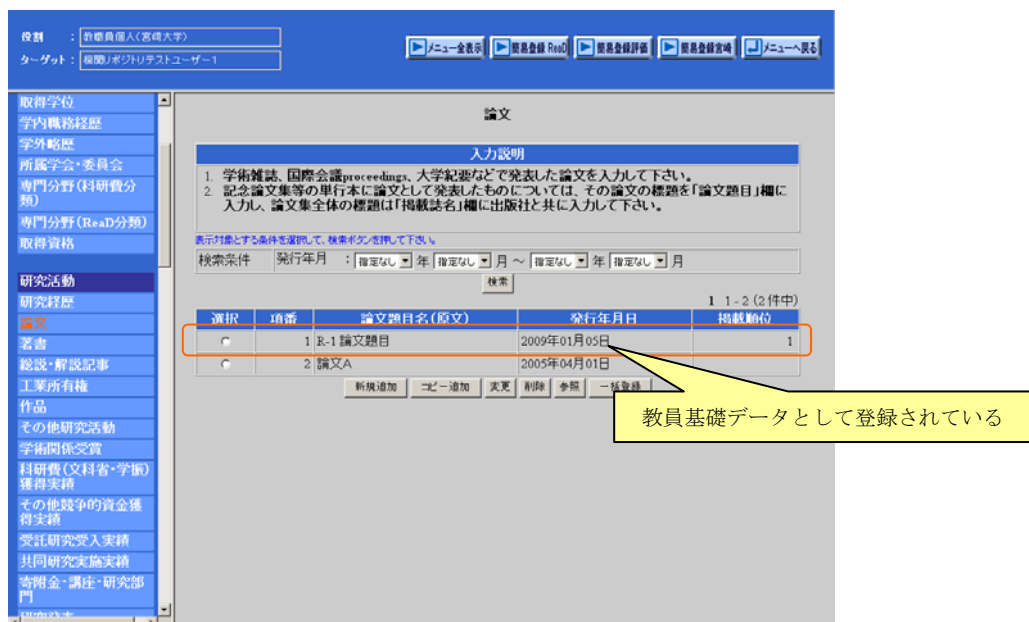 役割 : 教職員個人(宮崎大学)
ターゲット : 機関リポジトリテストユーザー1
メニュー全表示 簡易登録 ReaD 簡易登録評価 簡易登録宮崎 メニューへ戻る
取得学位
学内職務経歴
学外略歴
所属学会・委員会
専門分野(科研費分
類)
専門分野(ReaD分類)
取得資格
研究活動
研究経歴
論文
著書
総説・解説記事
工業所有権
作品
その他研究活動
学術関係受賞
科研費(文科省・学振)
獲得実績
その他競争的資金獲
得実績
受託研究受入実績
共同研究実施実績
寄附金・講座・研究部
門
論文
入力説明
1. 学術雑誌、国際会議proceedings、大学紀要などで発表した論文を入力して下さい。
2. 記念論文集等の単行本に論文として発表したものについては、その論文の標題を「論文題目」欄に
入力し、論文集全体の標題は「掲載誌名」欄に出版社と共に入力して下さい。
表示対象とする条件を選択して、検索ボタンを押して下さい。
検索条件 発行年月 : 指定なし 年 指定なし 月 ~ 指定なし 年 指定なし 月
検索
1 1-2(2件中)
選択 項番 論文題目名(原文) 発行年月日 掲載順位
1 R-1 論文題目 2009年01月05日 1
2 論文A 2005年04月01日
新規追加 コピー追加 変更 削除 参照 一括登録
教員基礎データとして登録されている